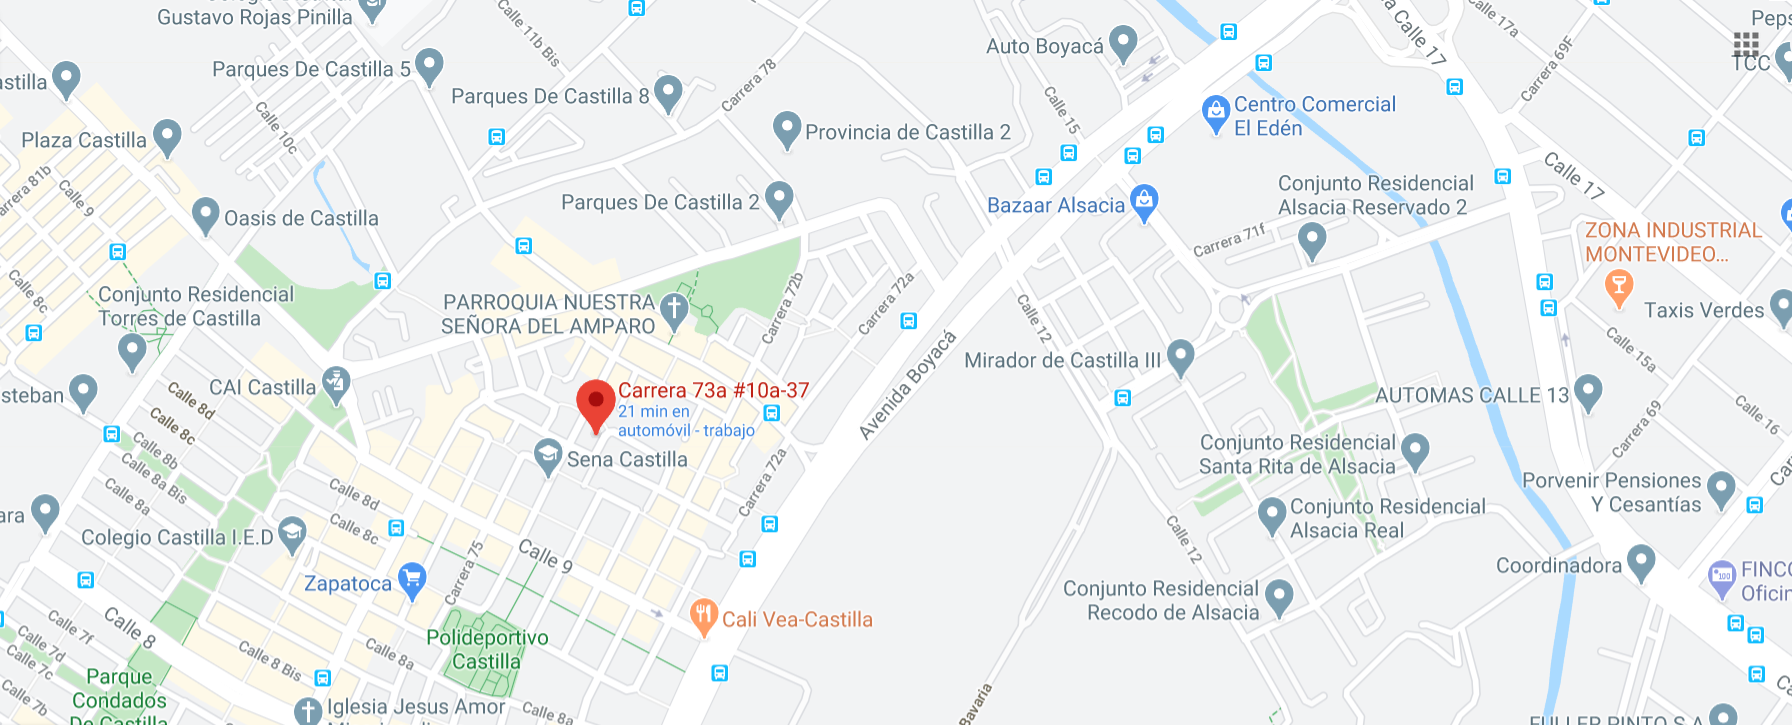 Gustavo Rojas Pinilla
Calle 11b Bis
Parques De Castilla 5
astilla
Calle 10c
Parques De Castilla 8
Carrera 78
Plaza Castilla
Provincia de Castilla 2
Auto Boyacá
Calle 15
Centro Comercial
El Edén
Calle 17
Calle 17a
Carrera 69F
Peps
TCC
Calle 17
Carrera 81b
Calle 9
Oasis de Castilla
Parques De Castilla 2
Bazaar Alsacia
Conjunto Residencial
Alsacia Reservado 2
Carrera 71f
ZONA INDUSTRIAL
MONTEVIDEO...
Taxis Verdes
Calle 8c
Conjunto Residencial
Torres de Castilla
PARROQUIA NUESTRA
SEÑORA DEL AMPARO
Carrera 72b
Carrera 72a
Calle 12
Avenida Boyacá
Mirador de Castilla III
Calle 15a
AUTOMAS CALLE 13
Carrera 69
Calle 16
CAI Castilla
steban
Calle 8d
Calle 8c
Carrera 73a #10a-37
21 min en
automóvil - trabajo
Sena Castilla
Carrera 72a
Calle 8b
Calle 8a Bis
Calle 8a
Calle 8d
Calle 8c
ara
Colegio Castilla I.E.D
Conjunto Residencial
Santa Rita de Alsacia
Conjunto Residencial
Alsacia Real
Porvenir Pensiones
Y Cesantías
Car
Calle 12
Coordinadora
FINCO
Oficin
Zapatoca
Carrera 75
Calle 9
Cali Vea-Castilla
Conjunto Residencial
Recodo de Alsacia
Calle 8
Calle 7f
Calle 7d
Calle 7c
Calle 7b
Calle 8 Bis
Calle 8a
Polideportivo
Castilla
Parque
Condados
De Castilla
Iglesia Jesus Amor
Calle 8a
Bavaria
FULLER PINTO S.A
Ca